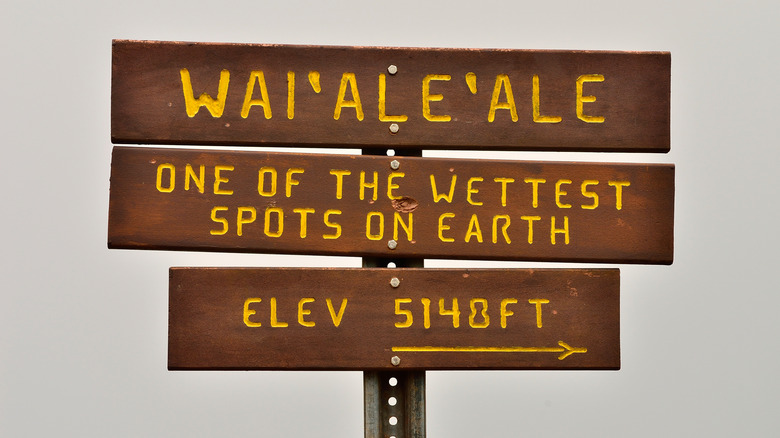 WAI'ALE'ALE
ONE OF THE WETTEST
SPOTS ON EARTH
ELEV 5148FT